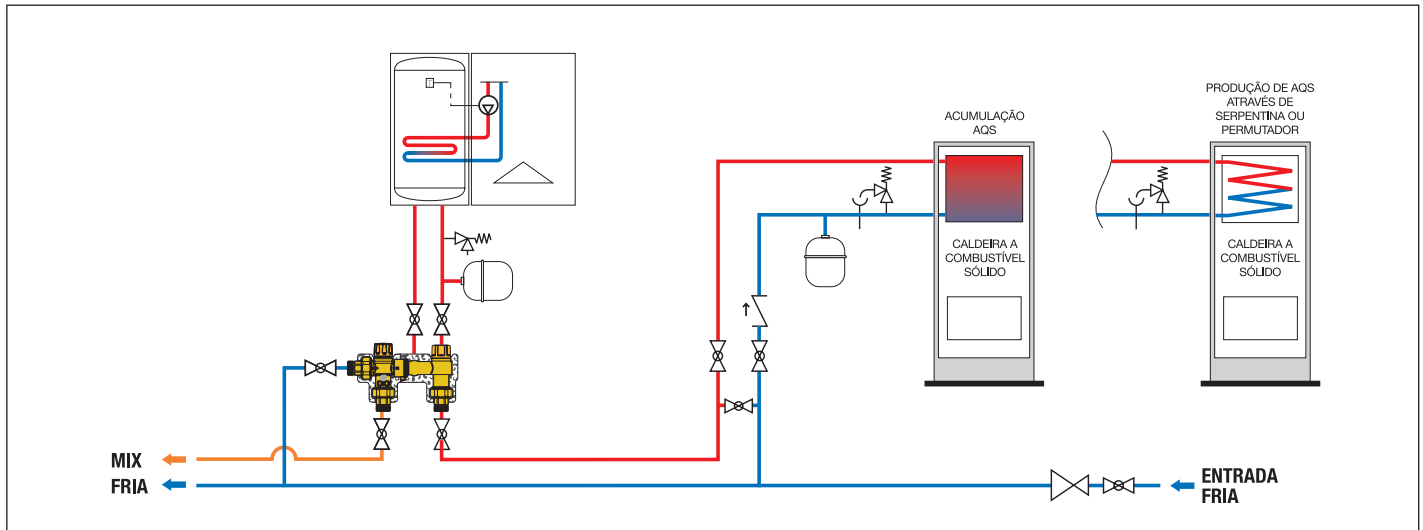 ACUMULAÇÃO
AQS
PRODUÇÃO DE AQS
ATRAVÉS DE
SERPENTINA OU
PERMUTADOR
T
CALDEIRA A
COMBUSTÍVEL
SÓLIDO
CALDEIRA A
COMBUSTÍVEL
SÓLIDO
MIX
FRIA
ENTRADA
FRIA